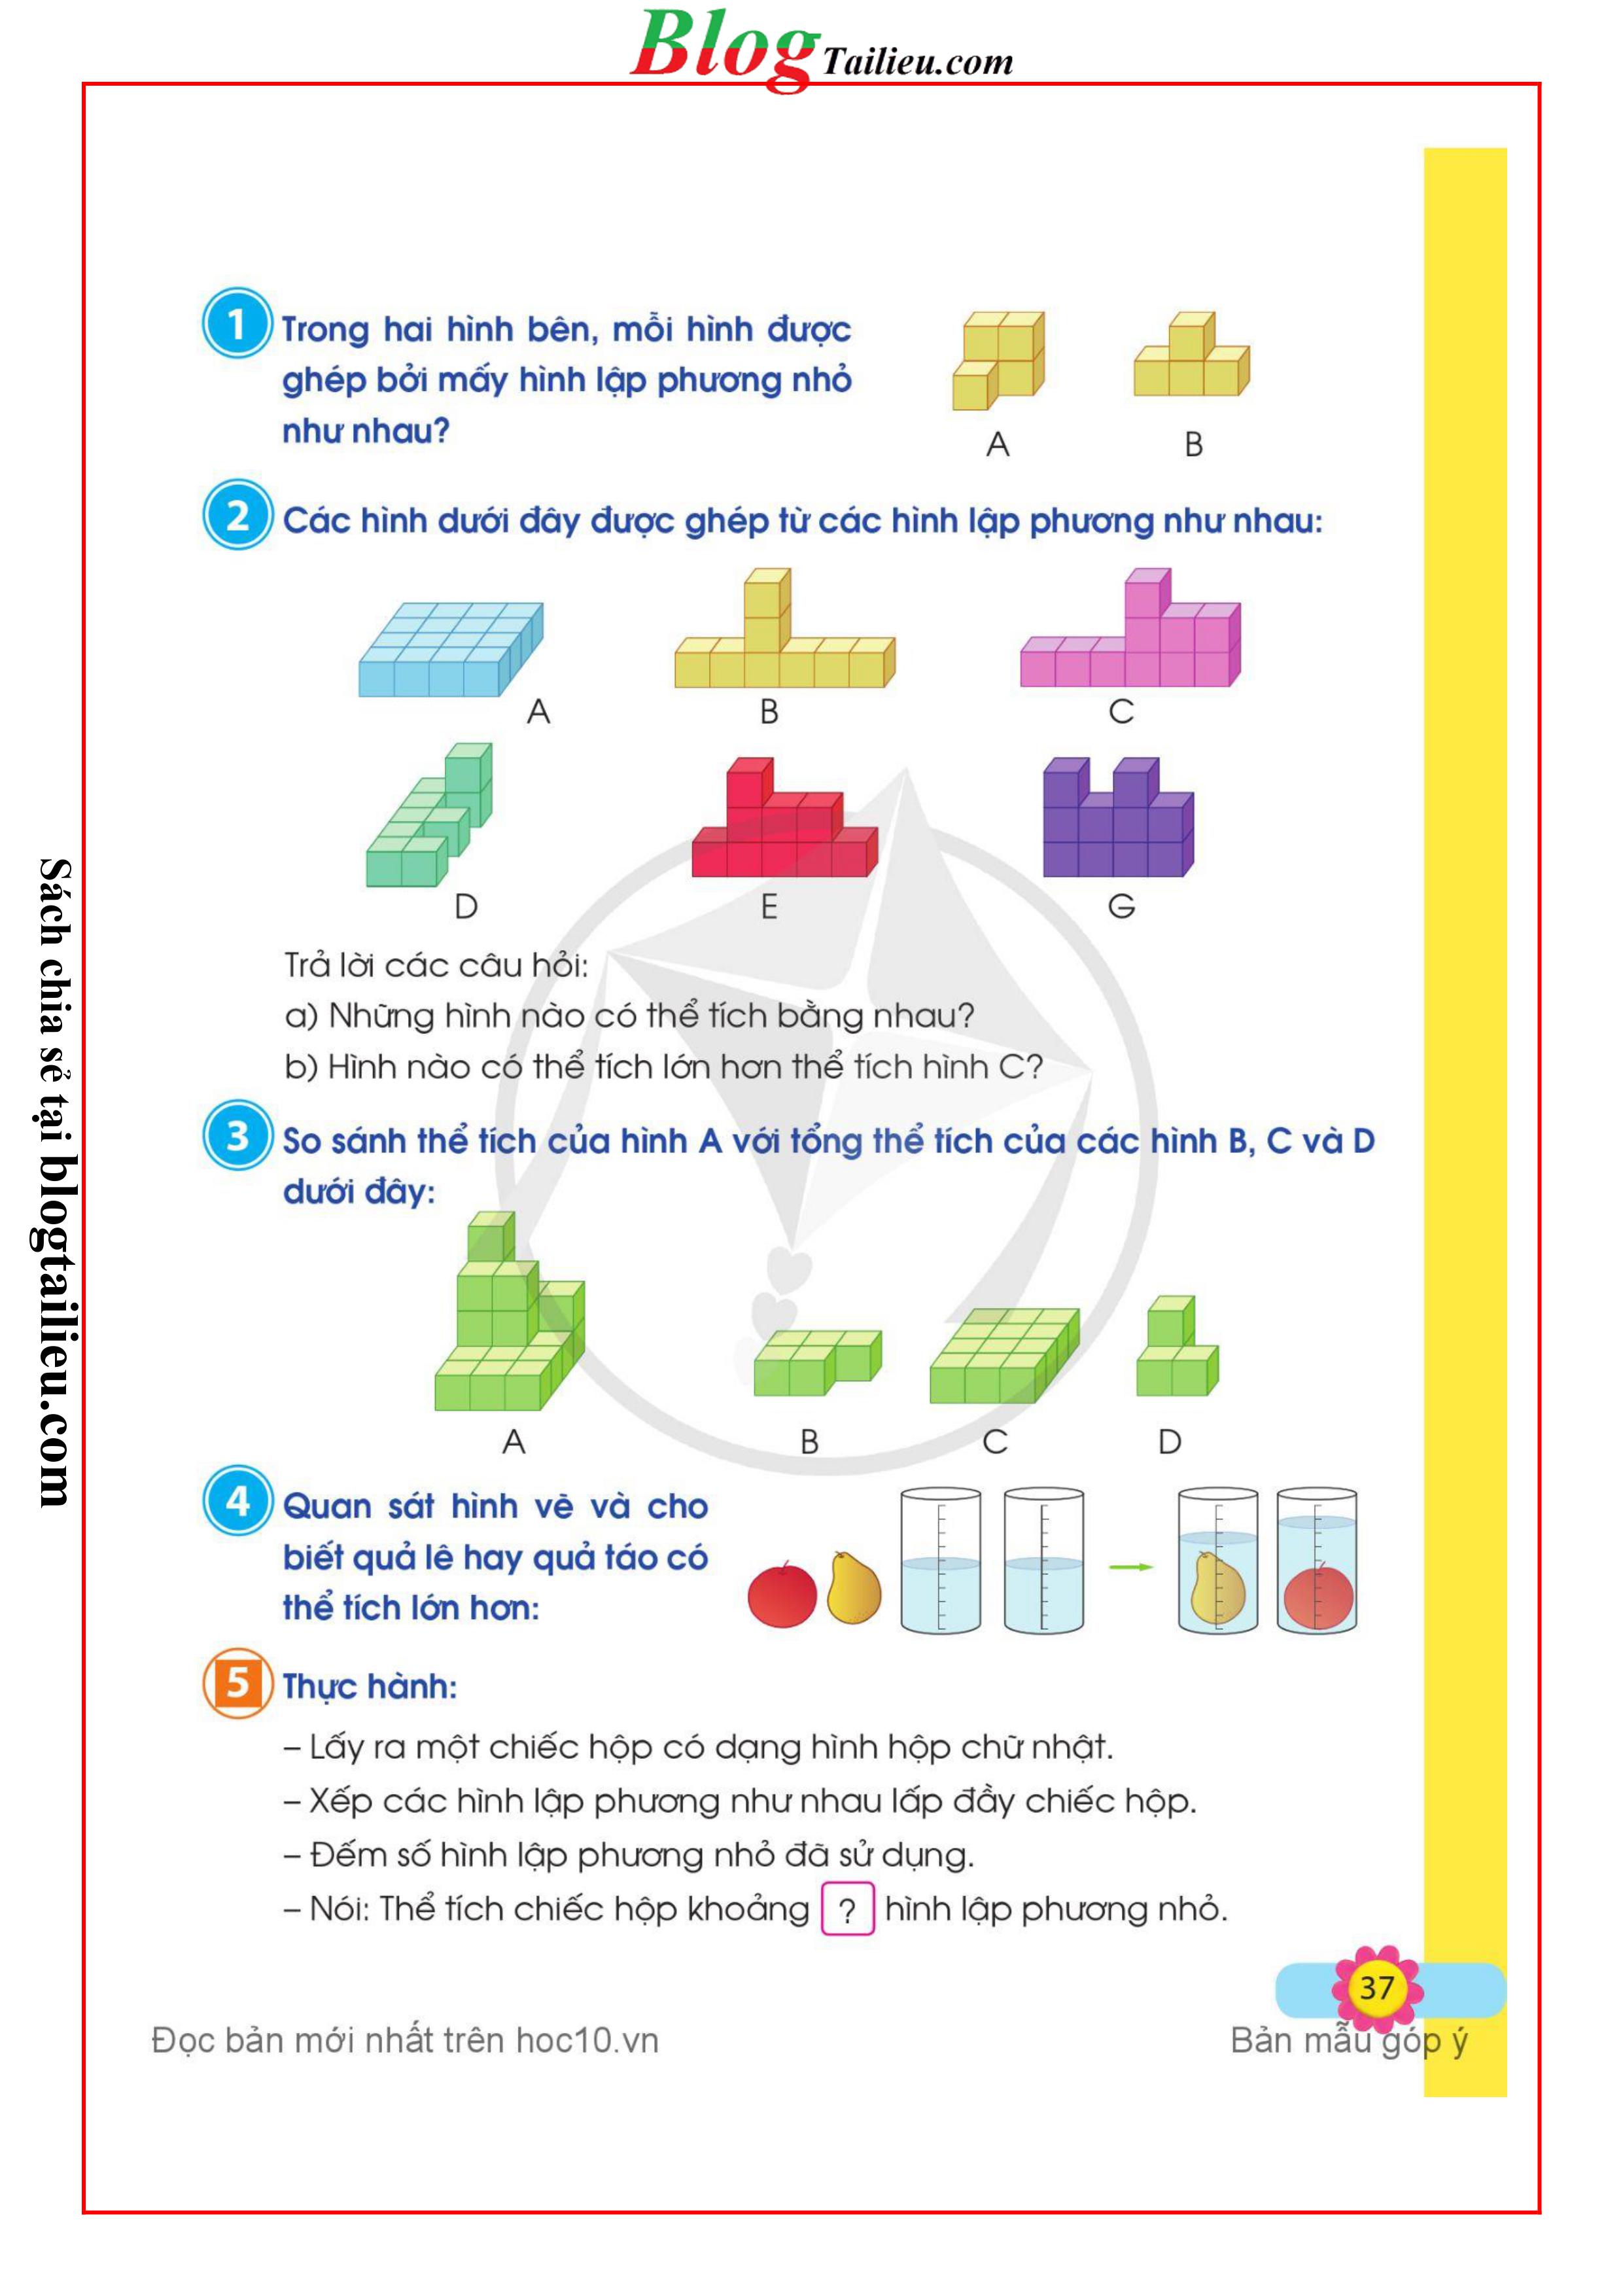 Blog Tailieu.com
1 Trong hai hình bên, mỗi hình được
ghép bởi mấy hình lập phương nhỏ
như nhau?
A B
2 Các hình dưới đây được ghép từ các hình lập phương như nhau:
A B C
D E G
Trả lời các câu hỏi:
a) Những hình nào có thể tích bằng nhau?
b) Hình nào có thể tích lớn hơn thể tích hình C?
3 So sánh thể tích của hình A với tổng thể tích của các hình B, C và D
dưới đây:
A B C D
4 Quan sát hình vẽ và cho
biết quả lê hay quả táo có
thể tích lớn hơn:
5 Thực hành:
– Lấy ra một chiếc hộp có dạng hình hộp chữ nhật.
– Xếp các hình lập phương như nhau lấp đầy chiếc hộp.
– Đếm số hình lập phương nhỏ đã sử dụng.
– Nói: Thể tích chiếc hộp khoảng ? hình lập phương nhỏ.
37
Đọc bản mới nhất trên hoc10.vn
Bản mẫu góp ý
Sách chia sẻ tại blogtailieu.com